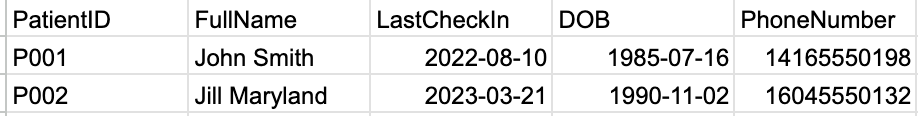 PatientID FullName LastCheckIn DOB PhoneNumber
P001 John Smith 2022-08-10 1985-07-16 14165550198
P002 Jill Maryland 2023-03-21 1990-11-02 16045550132